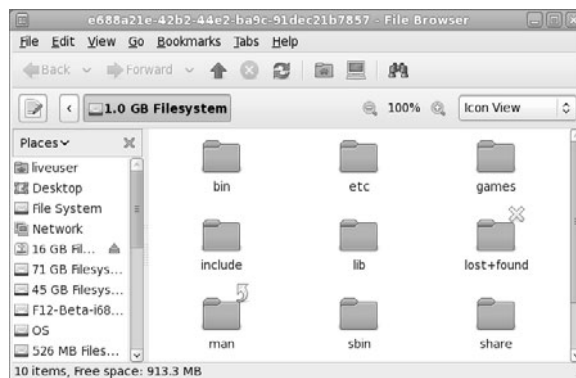 e688a21e-42b2-44e2-ba9c-91dec21b7857 - File Browser
File Edit View Go Bookmarks Tabs Help
Back Forward
1.0 GB Filesystem 100% Icon View
Places
liveuser
Desktop
File System
Network
16 GB Fil...
71 GB Filesys...
45 GB Filesys...
F12-Beta-i68...
OS
526 MB Files...
bin etc games
include lib lost+found
man sbin share
10 items, Free space: 913.3 MB